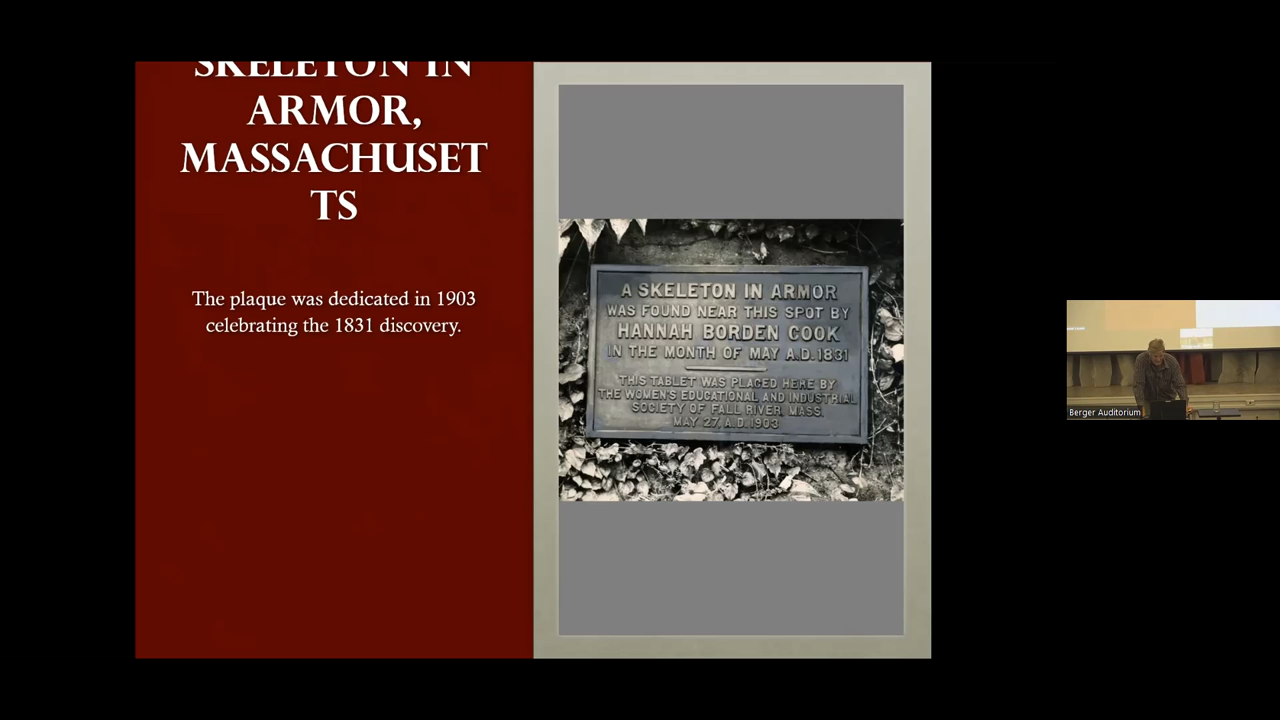 SKELETON IN
ARMOR,
MASSACHUSET
TS
The plaque was dedicated in 1903
celebrating the 1831 discovery.
A SKELETON IN ARMOR
WAS FOUND NEAR THIS SPOT BY
HANNAH BORDEN COOK
IN THE MONTH OF MAY A.D. 1831
THIS TABLET WAS PLACED HERE BY
THE WOMEN'S EDUCATIONAL AND INDUSTRIAL
SOCIETY OF FALL RIVER, MASS.
MAY 27, A.D. 1903
Berger Auditorium